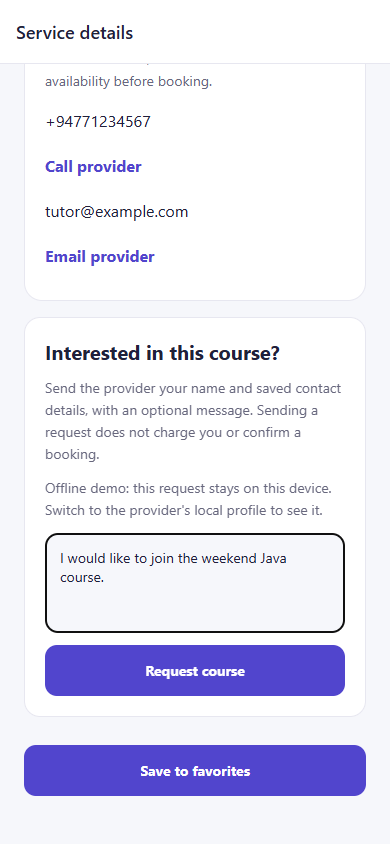 Service details
availability before booking.
+94771234567
Call provider
tutor@example.com
Email provider
Interested in this course?
Send the provider your name and saved contact
details, with an optional message. Sending a
request does not charge you or confirm a
booking.
Offline demo: this request stays on this device.
Switch to the provider's local profile to see it.
I would like to join the weekend Java
course.
Request course
Save to favorites